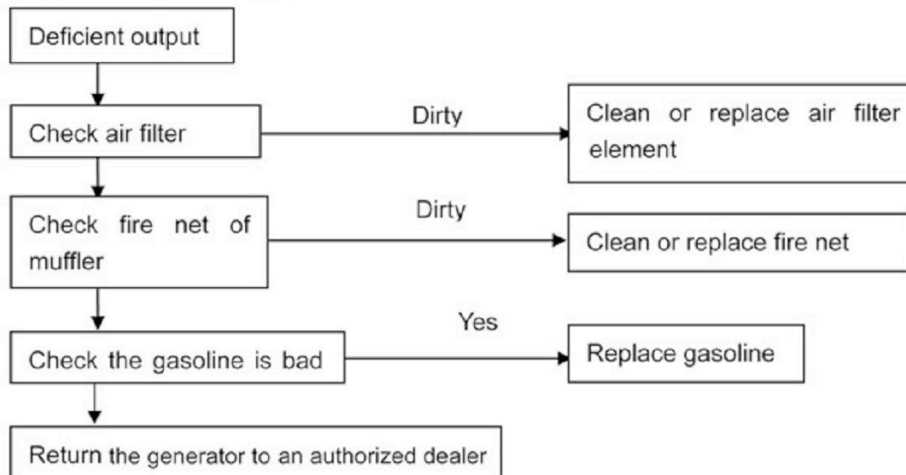 Deficient output
Check air filter
Dirty
Clean or replace air filter
element
Check fire net of
muffler
Dirty
Clean or replace fire net
Check the gasoline is bad
Yes
Replace gasoline
Return the generator to an authorized dealer